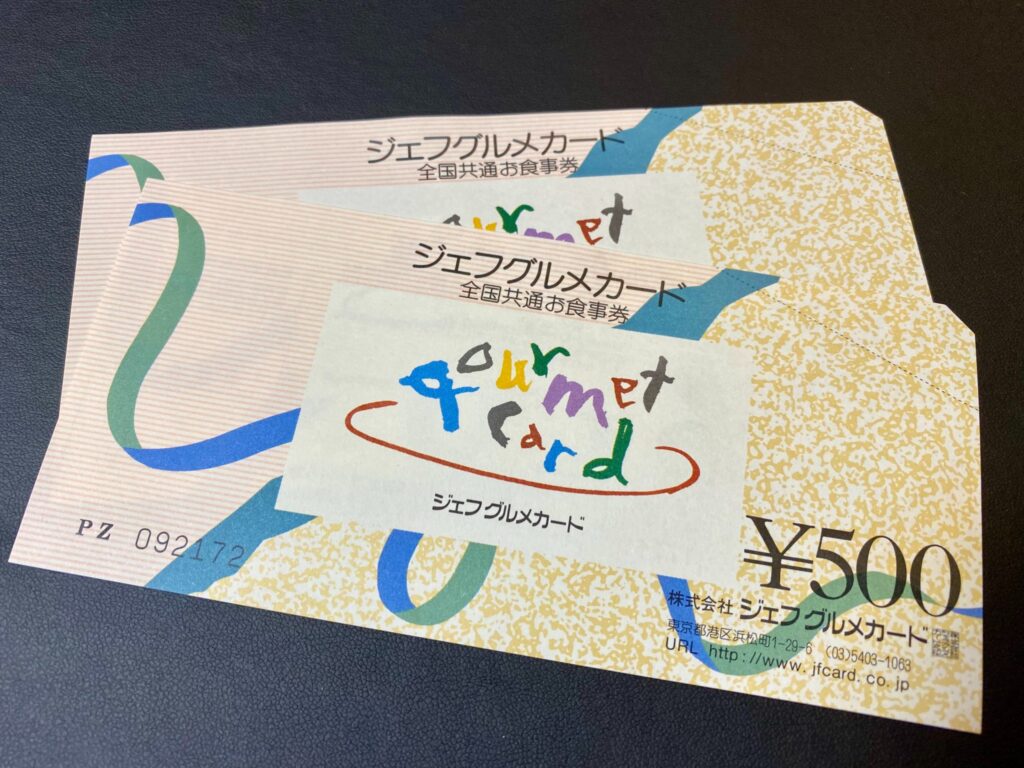 ジェフグルメカード
全国共通お食事券
gourmet
ジェフグルメカード
全国共通お食事券
gourmet
card
ジェフグルメカード
PZ 092172
¥500
株式会社 ジェフグルメカード
東京都港区浜松町1-29-6 (03)5403-1063
URL http://www.jfcard.co.jp